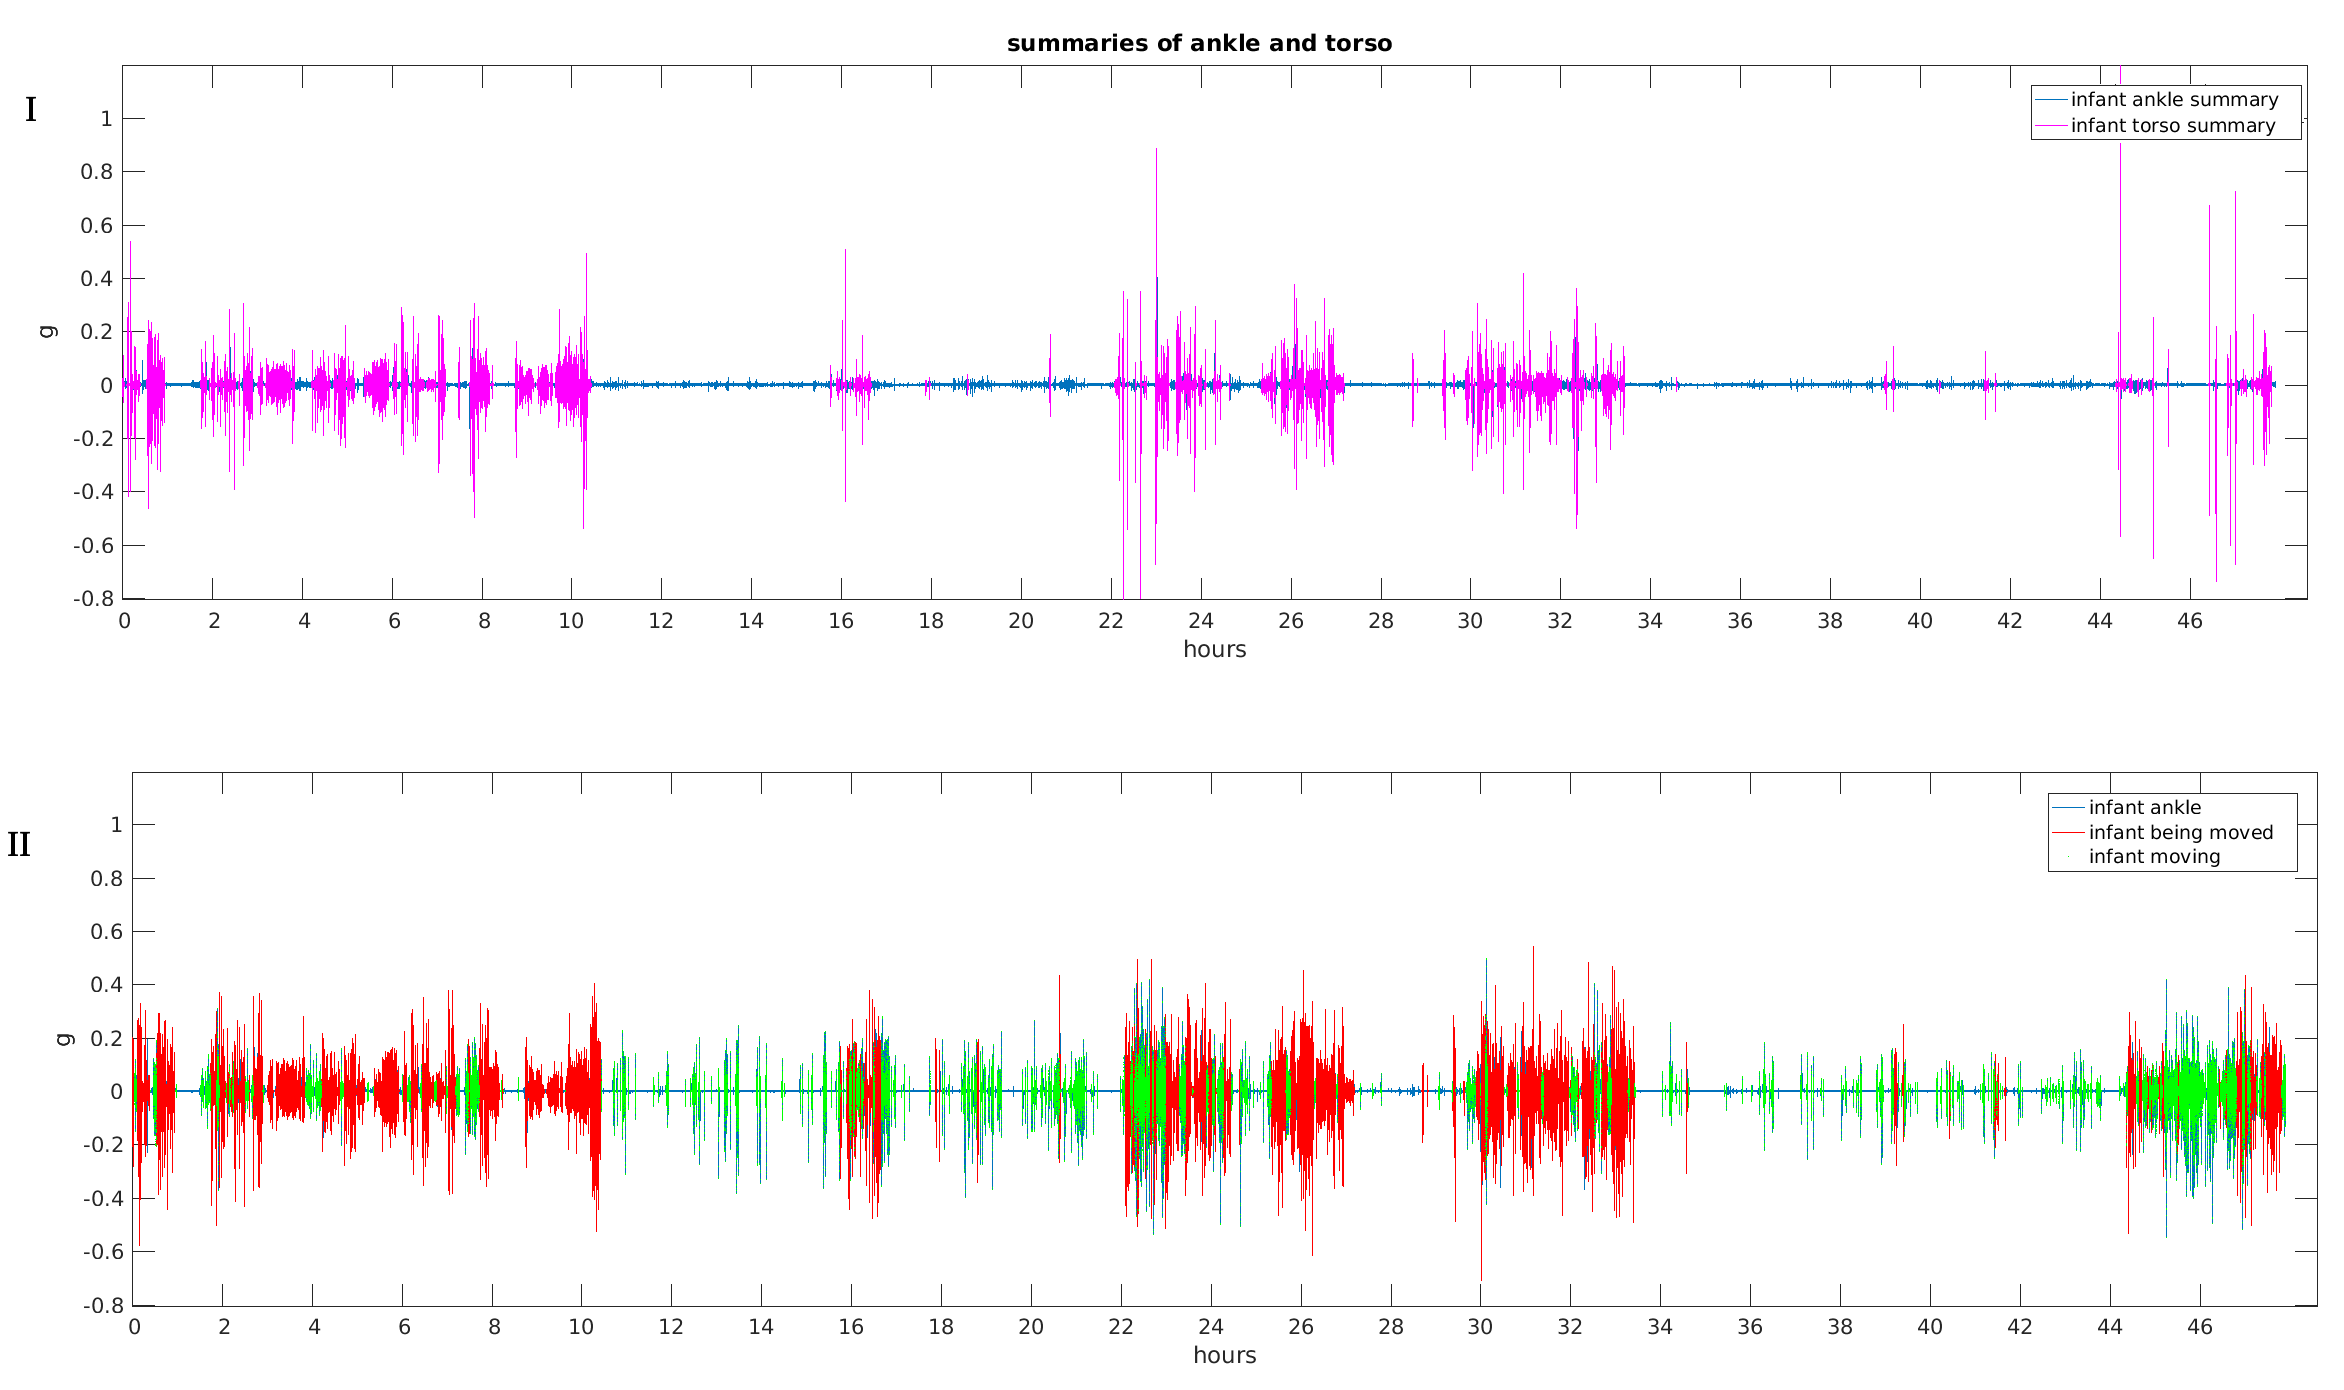 summaries of ankle and torso
I
infant ankle summary
infant torso summary
1
0.8
0.6
0.4
0.2
0
-0.2
-0.4
-0.6
-0.8
g
0 2 4 6 8 10 12 14 16 18 20 22 24 26 28 30 32 34 36 38 40 42 44 46
hours
II
infant ankle
infant being moved
infant moving
1
0.8
0.6
0.4
0.2
0
-0.2
-0.4
-0.6
-0.8
g
0 2 4 6 8 10 12 14 16 18 20 22 24 26 28 30 32 34 36 38 40 42 44 46
hours